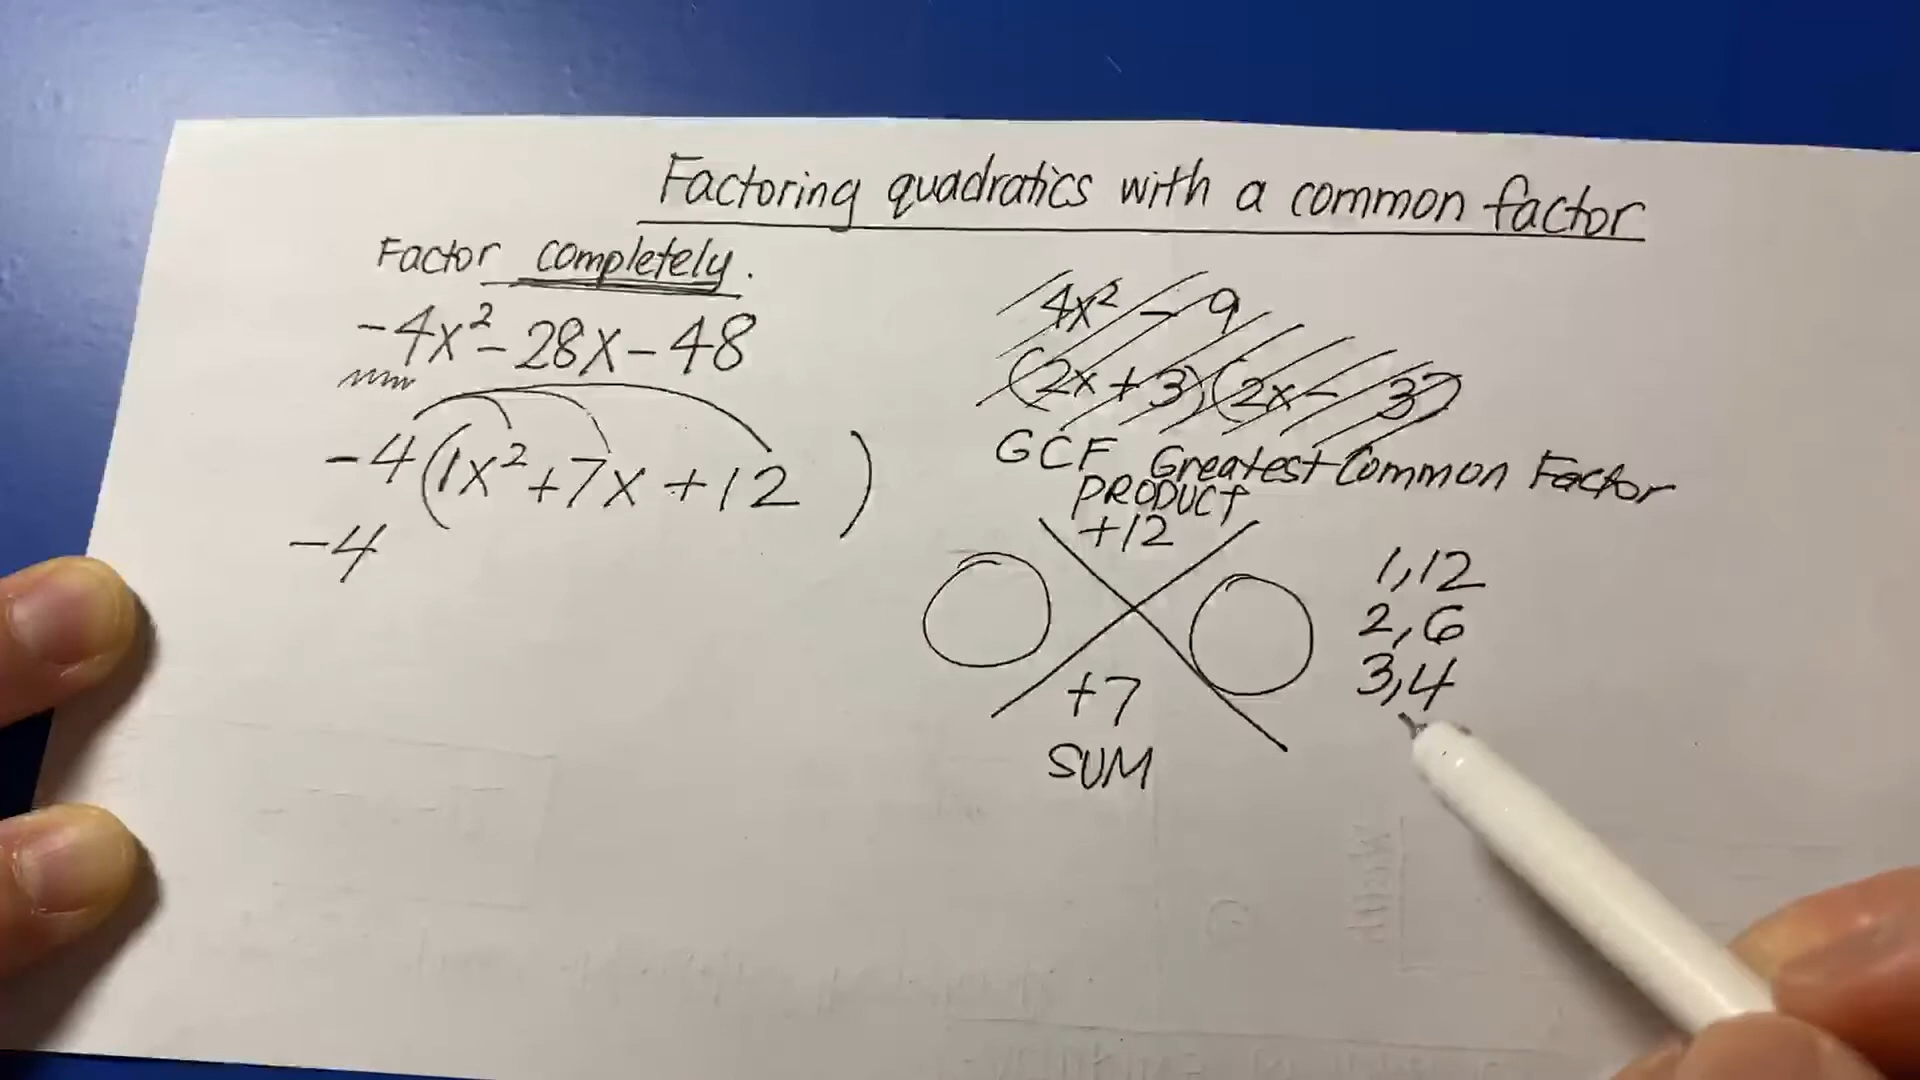 Factoring quadratics with a common factor
Factor completely.
-4x² - 28x - 48
-4(1x² + 7x + 12 )
-4
4x² - 9
(2x + 3)(2x - 3)
GCF Greatest Common Factor
PRODUCT
+12
+7
SUM
1,12
2,6
3,4